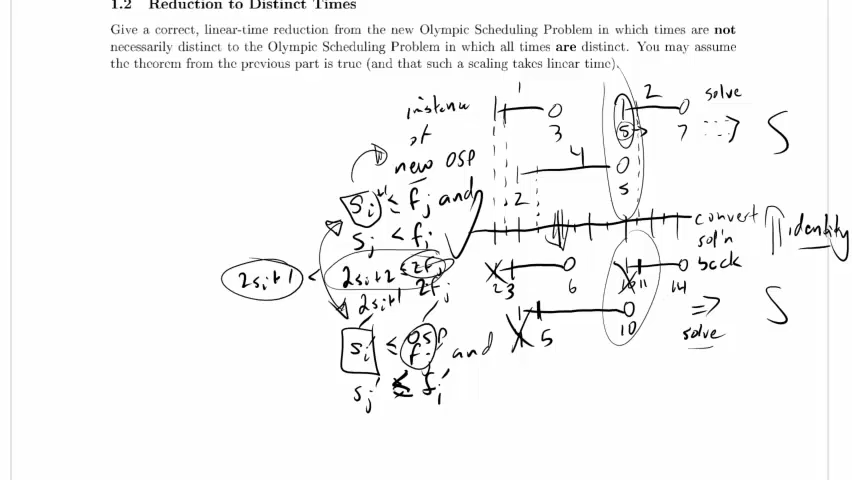 1.2 Reduction to Distinct Times
Give a correct, linear-time reduction from the new Olympic Scheduling Problem in which times are not
necessarily distinct to the Olympic Scheduling Problem in which all times are distinct. You may assume
the theorem from the previous part is true (and that such a scaling takes linear time).
instance
of
new OSP
s_i ≤ f_j and
s_j < f_i
2s_i+1 < 2s_i+2 ≤ 2f_j
2s_i+1 2f_j
OSP
s_i' ≤ f_j' and
s_j' ≤ f_i'
1 2 solve
3 5 7 S
4
5
2
convert
sol'n
back
identity
2 3 6 10 11 14
5 10 ⇒ S
solve